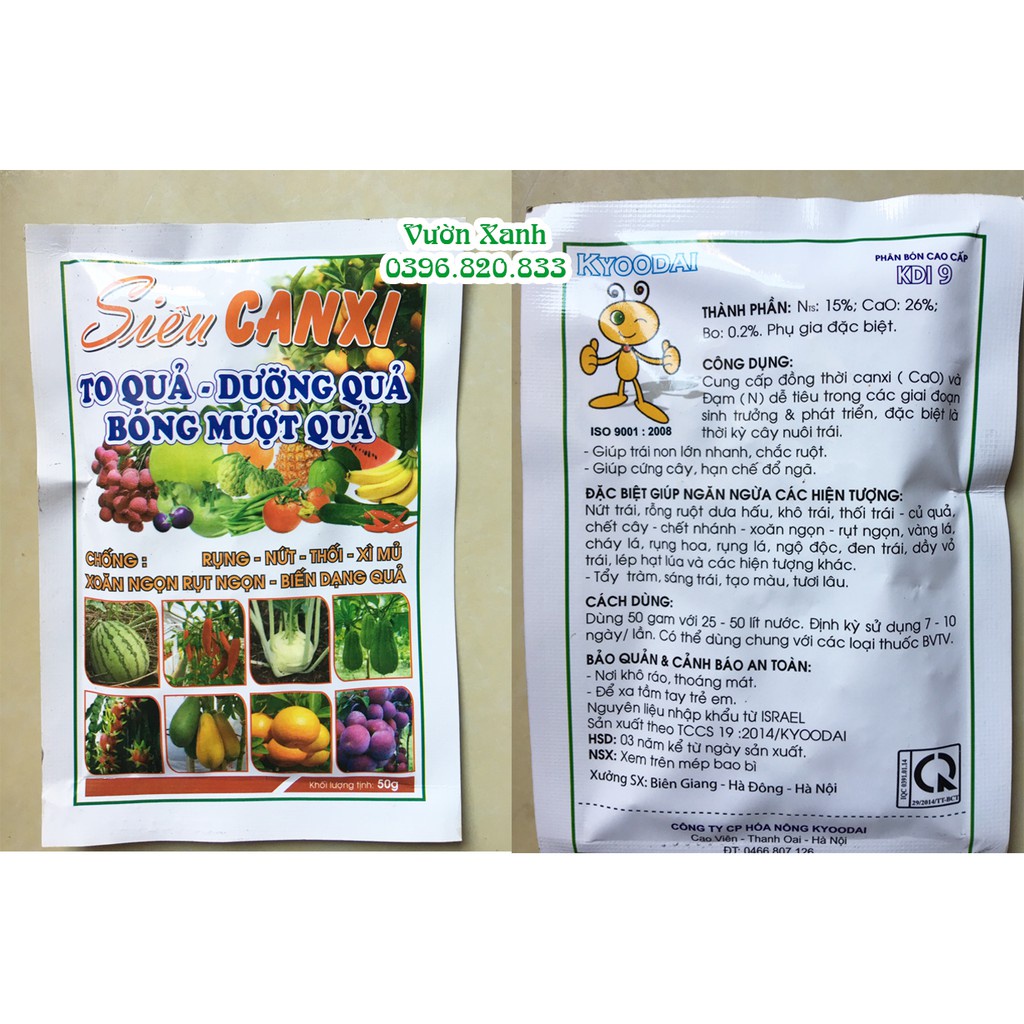 Vườn Xanh
0396.820.833
Siêu CANXI
TO QUẢ - DƯỠNG QUẢ
BÓNG MƯỢT QUẢ
CHỐNG : RỤNG - NỨT - THỐI - XÌ MỦ
XOĂN NGỌN RỤT NGỌN - BIẾN DẠNG QUẢ
Khối lượng tịnh: 50g
KYOODAI
PHÂN BÓN CAO CẤP
KDI 9
THÀNH PHẦN: NTS: 15%; CaO: 26%;
Bo: 0.2%. Phụ gia đặc biệt.
ISO 9001 : 2008
CÔNG DỤNG:
Cung cấp đồng thời canxi ( CaO) và
Đạm ( N) dễ tiêu trong các giai đoạn
sinh trưởng & phát triển, đặc biệt là
thời kỳ cây nuôi trái.
- Giúp trái non lớn nhanh, chắc ruột.
- Giúp cứng cây, hạn chế đổ ngã.
ĐẶC BIỆT GIÚP NGĂN NGỪA CÁC HIỆN TƯỢNG:
Nứt trái, rỗng ruột dưa hấu, khô trái, thối trái - củ quả,
chết cây - chết nhánh - xoăn ngọn - rụt ngọn, vàng lá,
cháy lá, rụng hoa, rụng lá, ngộ độc, đen trái, dầy vỏ
trái, lép hạt lúa và các hiện tượng khác.
- Tẩy tràm, sáng trái, tạo màu, tươi lâu.
CÁCH DÙNG:
Dùng 50 gam với 25 - 50 lít nước. Định kỳ sử dụng 7 - 10
ngày/ lần. Có thể dùng chung với các loại thuốc BVTV.
BẢO QUẢN & CẢNH BÁO AN TOÀN:
- Nơi khô ráo, thoáng mát.
- Để xa tầm tay trẻ em.
Nguyên liệu nhập khẩu từ ISRAEL
Sản xuất theo TCCS 19 :2014/KYOODAI
HSD: 03 năm kể từ ngày sản xuất.
NSX: Xem trên mép bao bì
Xưởng SX: Biên Giang - Hà Đông - Hà Nội
IQC 0391.01.14
29/2014/TT-BCT
CÔNG TY CP HÓA NÔNG KYOODAI
Cao Viên - Thanh Oai - Hà Nội
ĐT: 0466 807 126